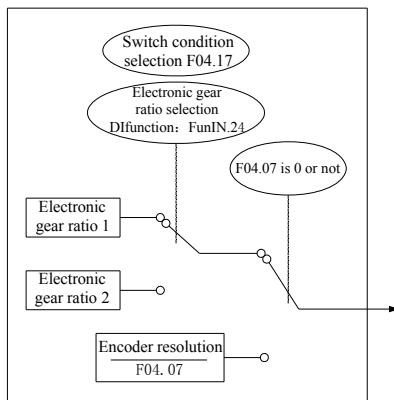 Switch condition
selection F04.17
Electronic gear
ratio selection
DIfunction：FunIN.24
F04.07 is 0 or not
Electronic
gear ratio 1
Electronic
gear ratio 2
Encoder resolution
F04.07